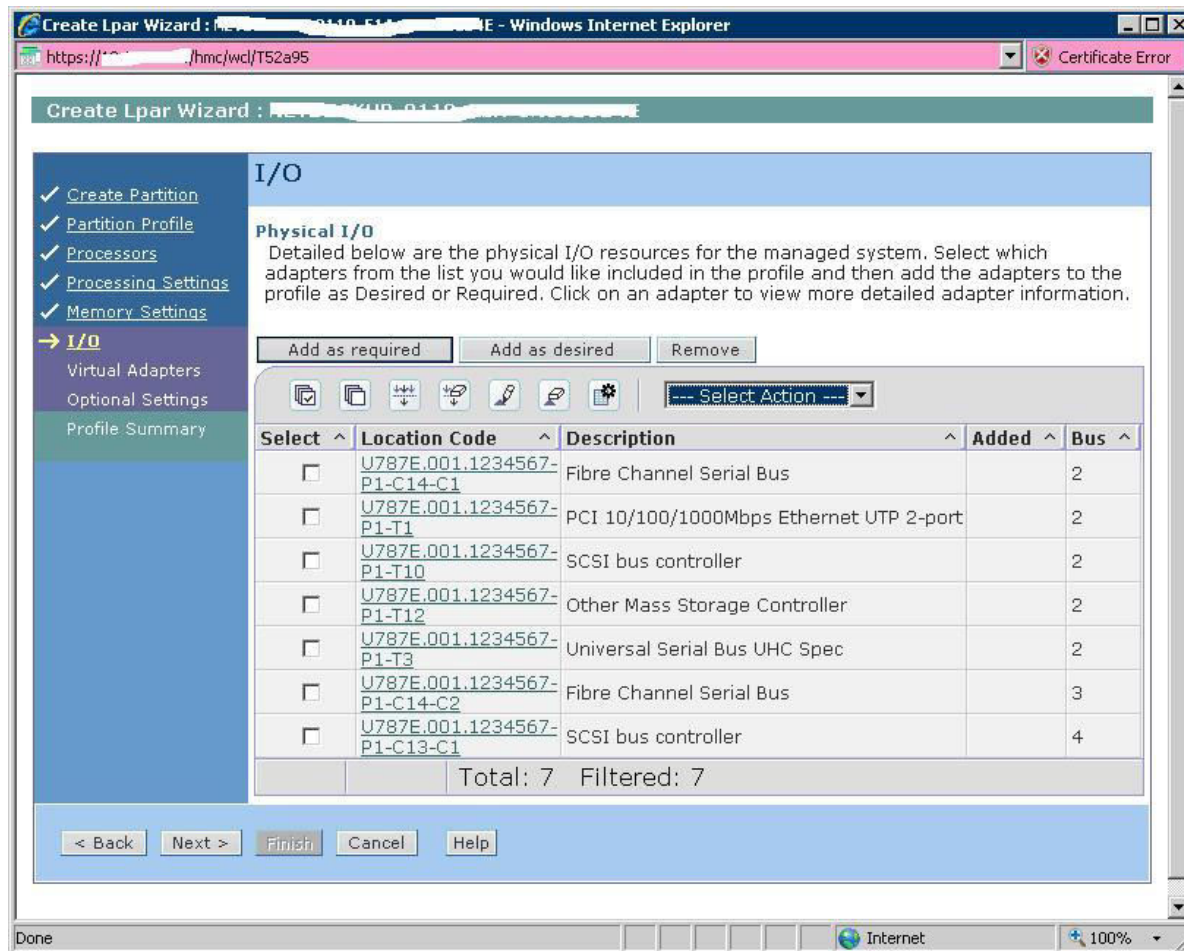 Create Lpar Wizard : - Windows Internet Explorer
https:// /hmc/wcl/T52a95
Certificate Error
Create Lpar Wizard :
Create Partition
Partition Profile
Processors
Processing Settings
Memory Settings
I/O
Virtual Adapters
Optional Settings
Profile Summary
I/O
Physical I/O
Detailed below are the physical I/O resources for the managed system. Select which
adapters from the list you would like included in the profile and then add the adapters to the
profile as Desired or Required. Click on an adapter to view more detailed adapter information.
Add as required Add as desired Remove
--- Select Action ---
Select ^ Location Code ^ Description ^ Added ^ Bus ^
U787E.001.1234567-
P1-C14-C1 Fibre Channel Serial Bus 2
U787E.001.1234567-
P1-T1 PCI 10/100/1000Mbps Ethernet UTP 2-port 2
U787E.001.1234567-
P1-T10 SCSI bus controller 2
U787E.001.1234567-
P1-T12 Other Mass Storage Controller 2
U787E.001.1234567-
P1-T3 Universal Serial Bus UHC Spec 2
U787E.001.1234567-
P1-C14-C2 Fibre Channel Serial Bus 3
U787E.001.1234567-
P1-C13-C1 SCSI bus controller 4
Total: 7 Filtered: 7
< Back Next > Finish Cancel Help
Done Internet 100%